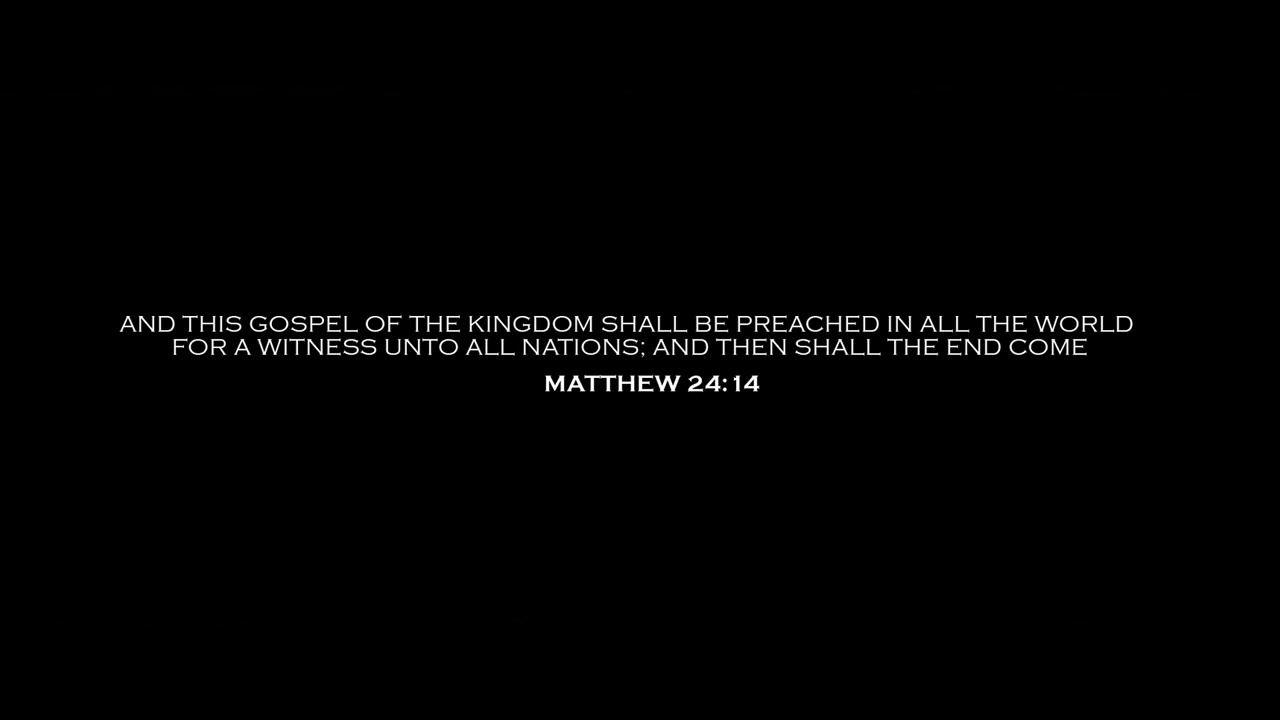 AND THIS GOSPEL OF THE KINGDOM SHALL BE PREACHED IN ALL THE WORLD
FOR A WITNESS UNTO ALL NATIONS; AND THEN SHALL THE END COME
MATTHEW 24:14